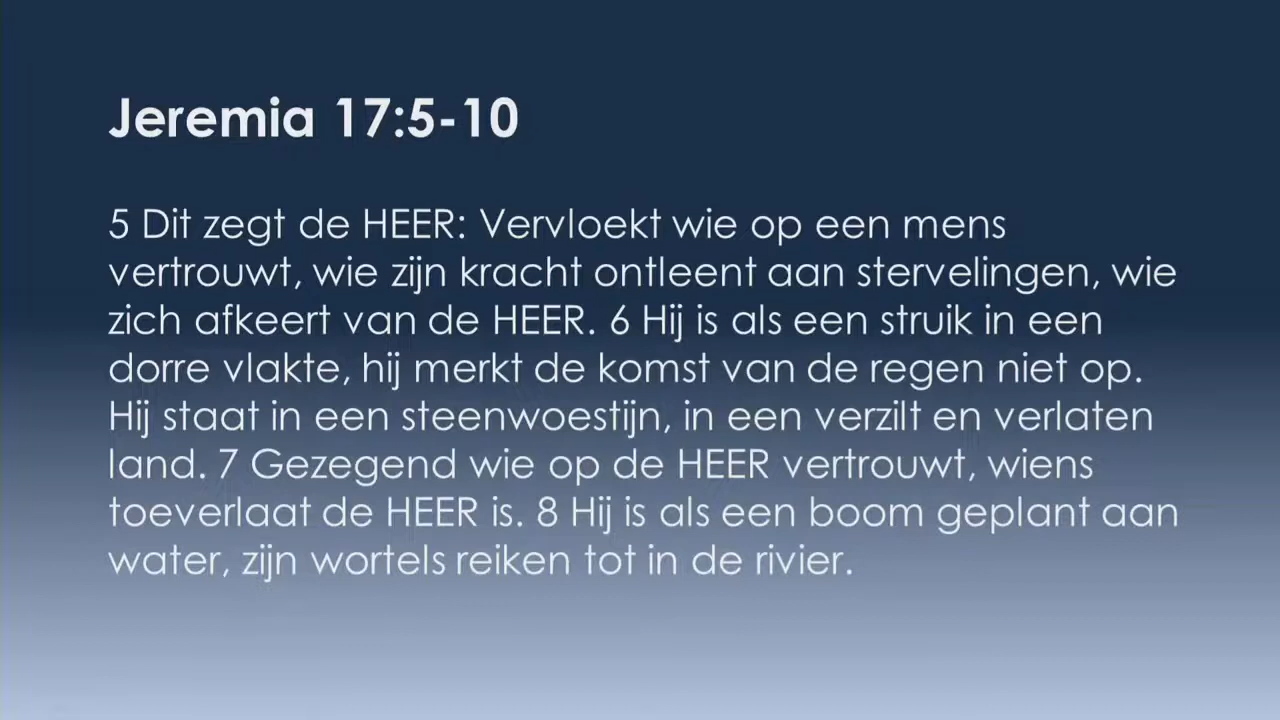 Jeremia 17:5-10
5 Dit zegt de HEER: Vervloekt wie op een mens
vertrouwt, wie zijn kracht ontleent aan stervelingen, wie
zich afkeert van de HEER. 6 Hij is als een struik in een
dorre vlakte, hij merkt de komst van de regen niet op.
Hij staat in een steenwoestijn, in een verzilt en verlaten
land. 7 Gezegend wie op de HEER vertrouwt, wiens
toeverlaat de HEER is. 8 Hij is als een boom geplant aan
water, zijn wortels reiken tot in de rivier.